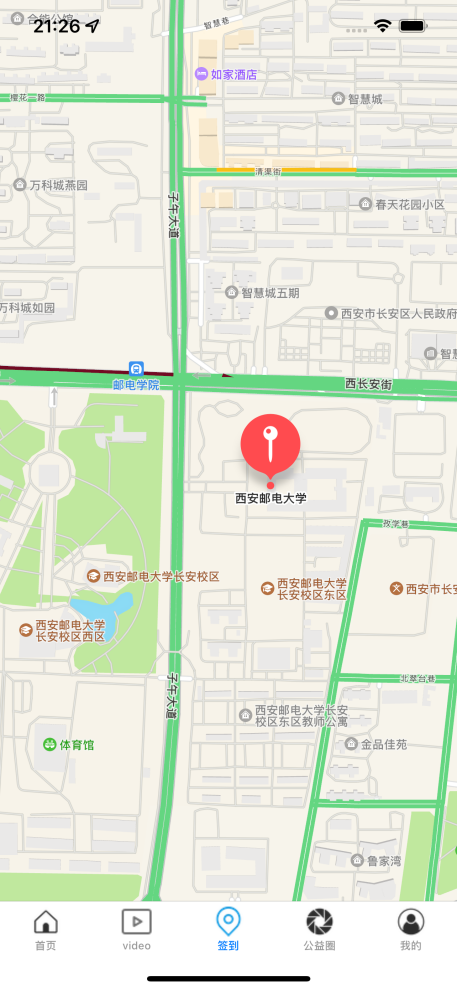 合能公馆
21:26
智慧巷
如家酒店
樱花二路
智慧城
清渠街
万科城燕园
春天花园小区
子午大道
智慧城五期
万科城如园
西安市长安区人民政府
智慧
邮电学院
西长安街
西安邮电大学
孜学巷
西安邮电大学长安校区
西安邮电大学
长安校区东区
西安市长安
西安邮电大学
长安校区西区
子午大道
北翠台巷
西安邮电大学长安
校区东区教师公寓
体育馆
金品佳苑
鲁家湾
首页
video
签到
公益圈
我的